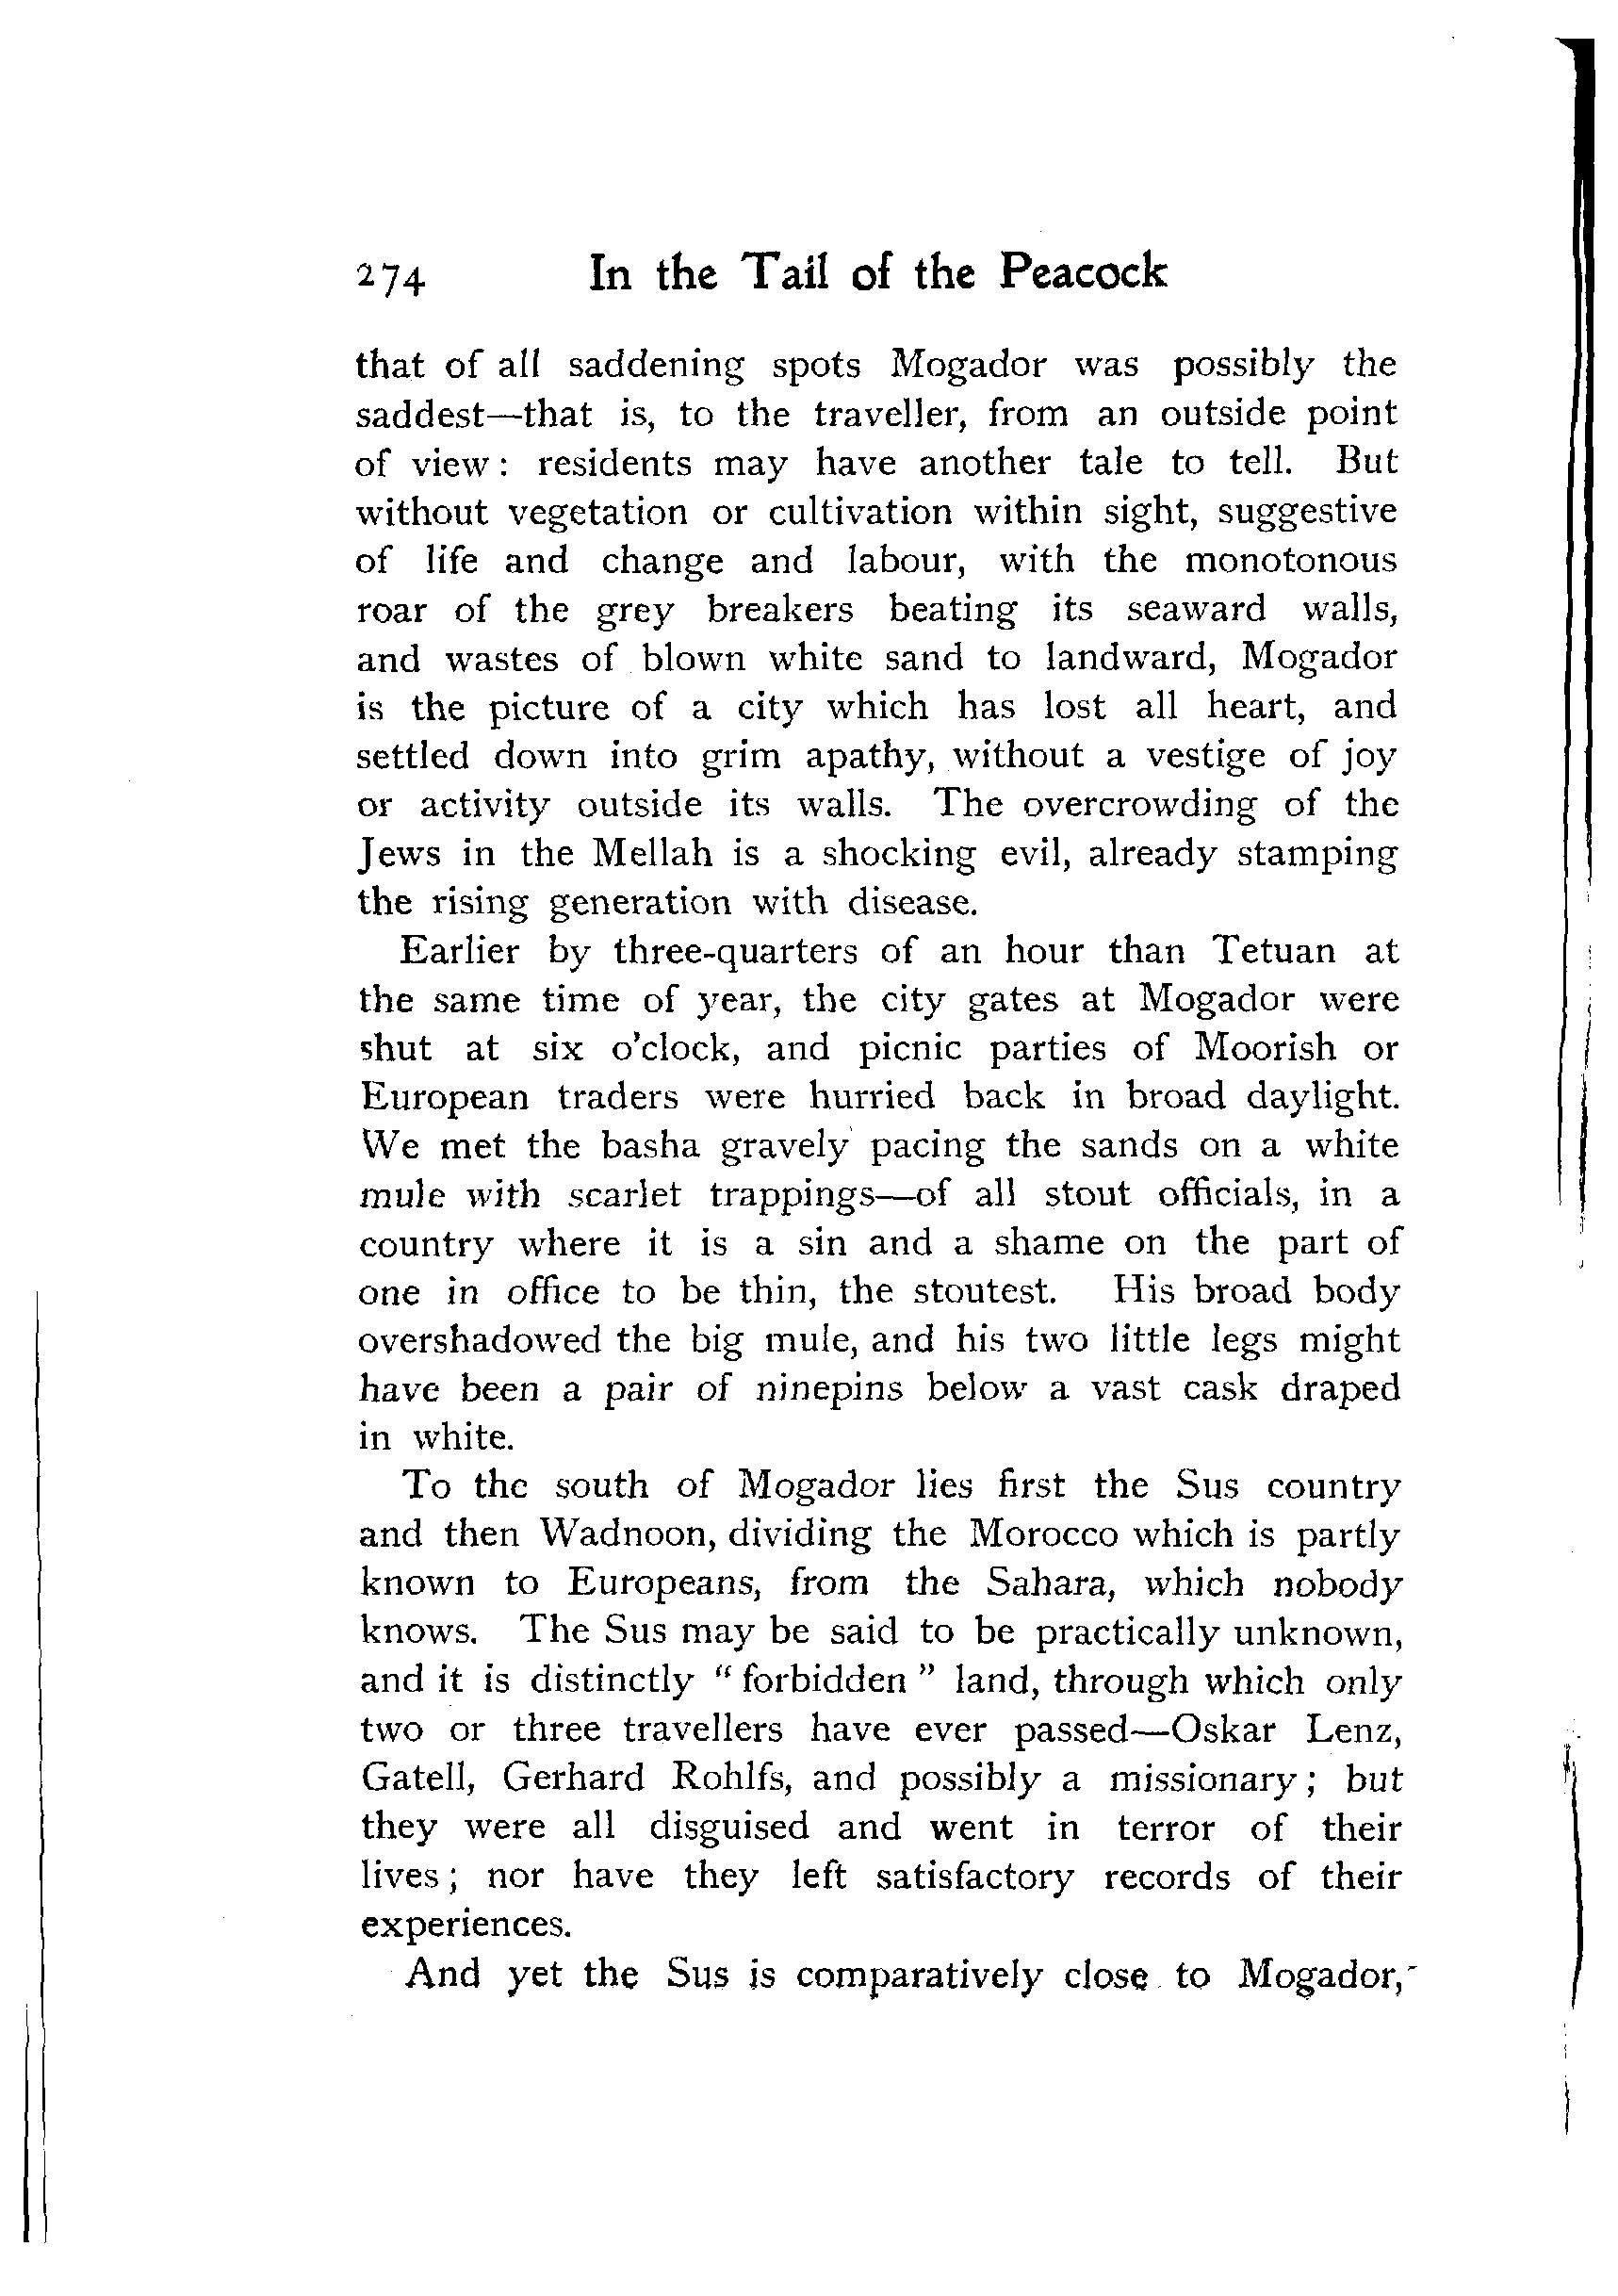 274 In the Tail of the Peacock
that of all saddening spots Mogador was possibly the
saddest—that is, to the traveller, from an outside point
of view: residents may have another tale to tell. But
without vegetation or cultivation within sight, suggestive
of life and change and labour, with the monotonous
roar of the grey breakers beating its seaward walls,
and wastes of blown white sand to landward, Mogador
is the picture of a city which has lost all heart, and
settled down into grim apathy, without a vestige of joy
or activity outside its walls. The overcrowding of the
Jews in the Mellah is a shocking evil, already stamping
the rising generation with disease.
Earlier by three-quarters of an hour than Tetuan at
the same time of year, the city gates at Mogador were
shut at six o'clock, and picnic parties of Moorish or
European traders were hurried back in broad daylight.
We met the basha gravely pacing the sands on a white
mule with scarlet trappings—of all stout officials, in a
country where it is a sin and a shame on the part of
one in office to be thin, the stoutest. His broad body
overshadowed the big mule, and his two little legs might
have been a pair of ninepins below a vast cask draped
in white.
To the south of Mogador lies first the Sus country
and then Wadnoon, dividing the Morocco which is partly
known to Europeans, from the Sahara, which nobody
knows. The Sus may be said to be practically unknown,
and it is distinctly "forbidden" land, through which only
two or three travellers have ever passed—Oskar Lenz,
Gatell, Gerhard Rohlfs, and possibly a missionary; but
they were all disguised and went in terror of their
lives; nor have they left satisfactory records of their
experiences.
And yet the Sus is comparatively close to Mogador,